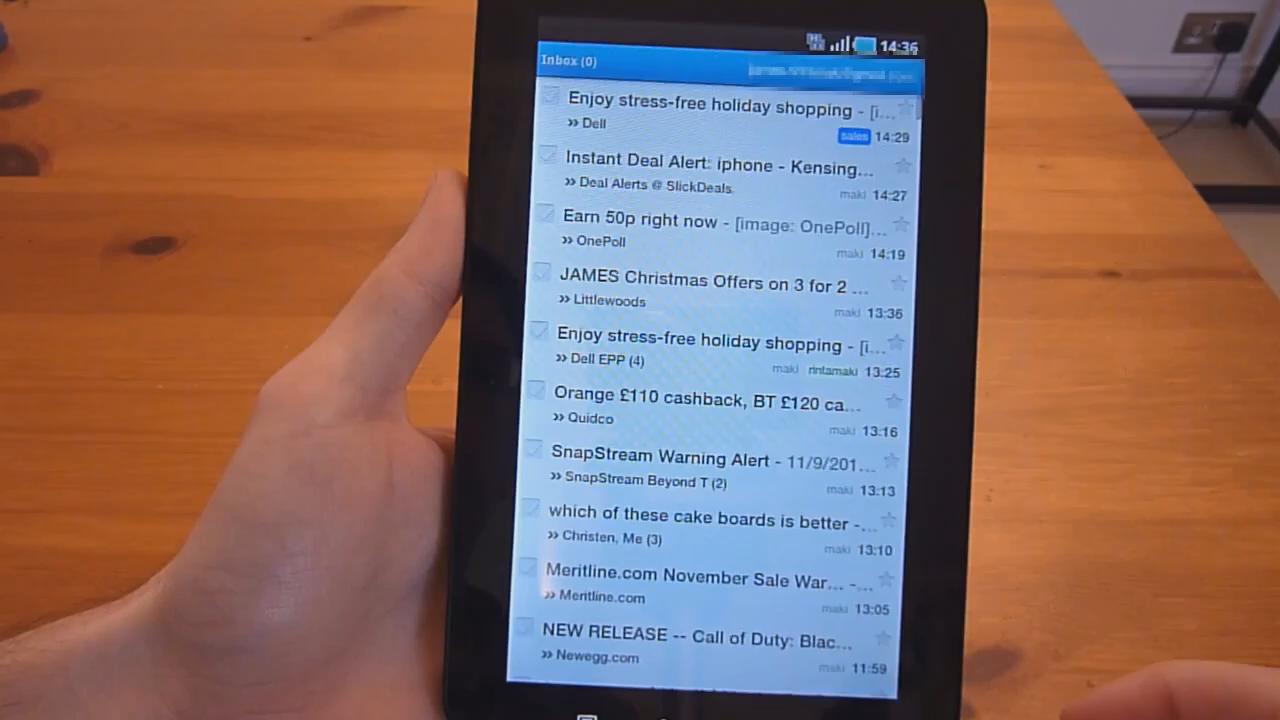 14:36
Inbox (0)
Enjoy stress-free holiday shopping - [i...
» Dell sales 14:29
Instant Deal Alert: iphone - Kensing...
» Deal Alerts @ SlickDeals maki 14:27
Earn 50p right now - [image: OnePoll]...
» OnePoll maki 14:19
JAMES Christmas Offers on 3 for 2 ...
» Littlewoods maki 13:36
Enjoy stress-free holiday shopping - [i...
» Dell EPP (4) maki rintamaki 13:25
Orange £110 cashback, BT £120 ca...
» Quidco maki 13:16
SnapStream Warning Alert - 11/9/201...
» SnapStream Beyond T (2) maki 13:13
which of these cake boards is better -...
» Christen, Me (3) maki 13:10
Meritline.com November Sale War... -...
» Meritline.com maki 13:05
NEW RELEASE -- Call of Duty: Blac...
» Newegg.com maki 11:59